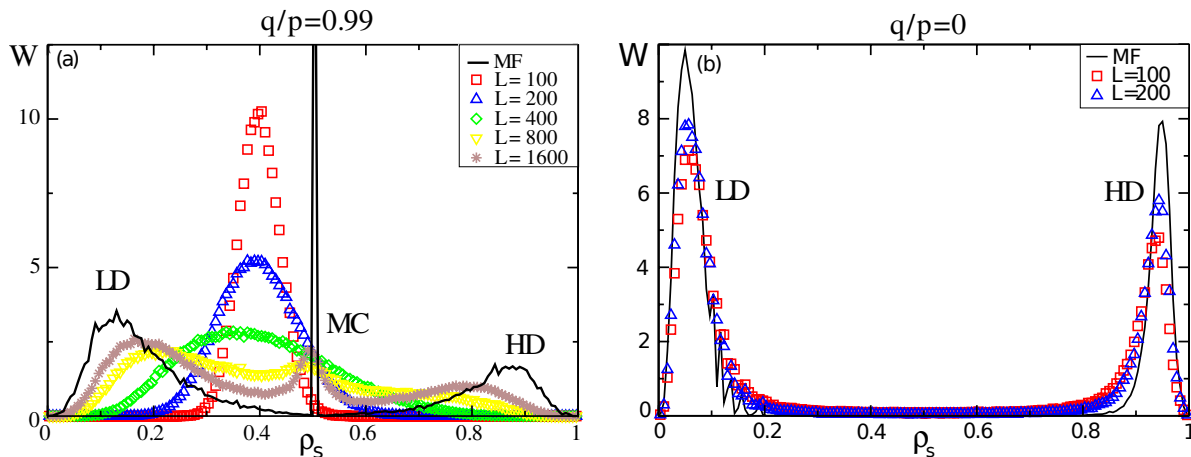 q/p=0.99
W
(a)
MF
L= 100
L= 200
L= 400
L= 800
L= 1600
LD
MC
HD
10
5
0
0 0.2 0.4 0.6 0.8 1
ρs
q/p=0
W
(b)
MF
L=100
L=200
LD
HD
8
6
4
2
0
0 0.2 0.4 0.6 0.8 1
ρs